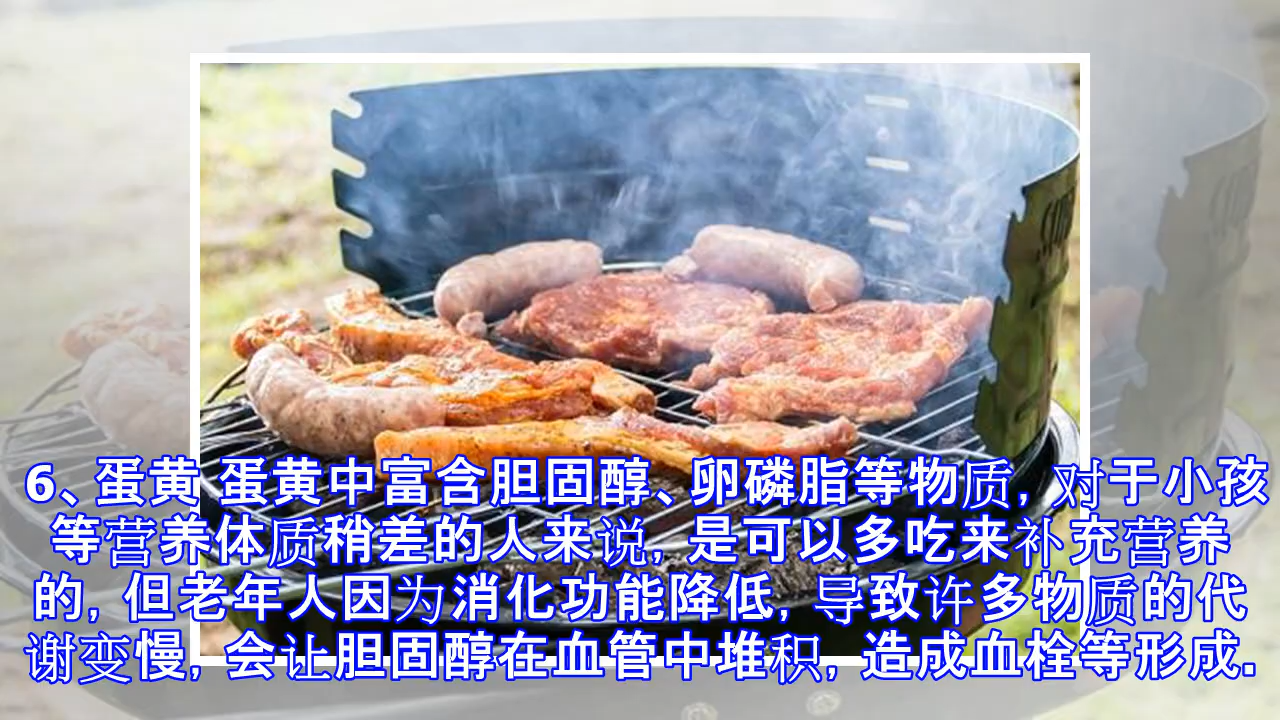 6、蛋黄 蛋黄中富含胆固醇、卵磷脂等物质, 对于小孩
等营养体质稍差的人来说, 是可以多吃来补充营养
的, 但老年人因为消化功能降低, 导致许多物质的代
谢变慢, 会让胆固醇在血管中堆积, 造成血栓等形成.